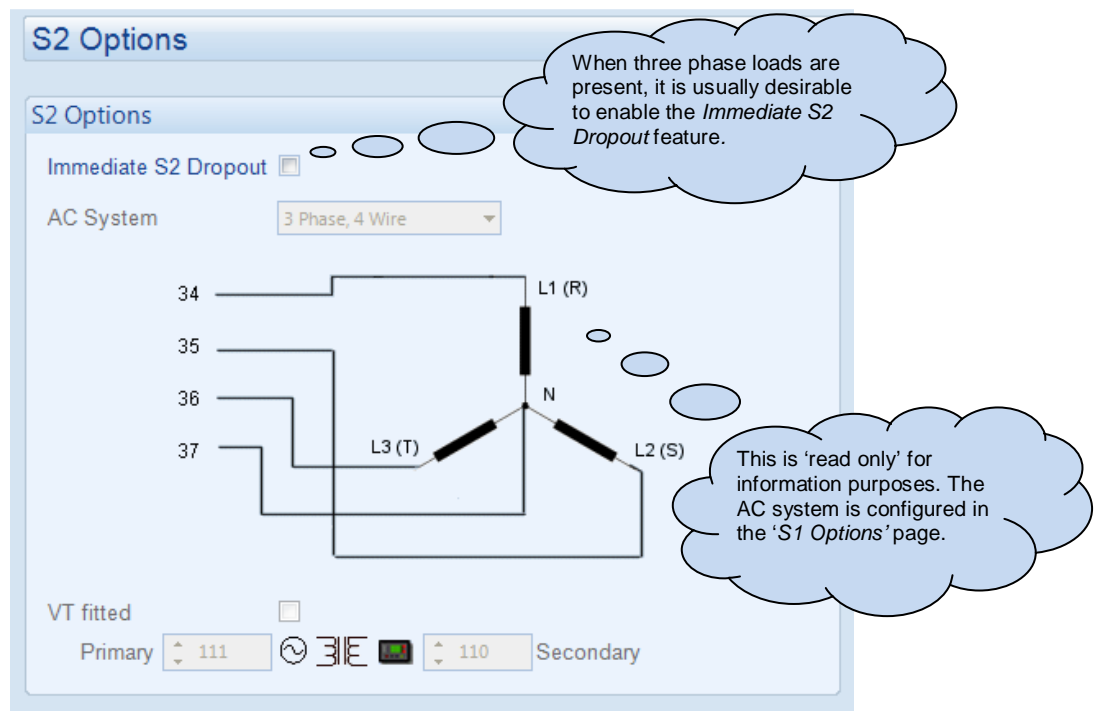 S2 Options
When three phase loads are
present, it is usually desirable
to enable the Immediate S2
Dropout feature.
S2 Options
Immediate S2 Dropout
AC System
3 Phase, 4 Wire
34
L1 (R)
35
36
N
37
L3 (T)
L2 (S)
This is ‘read only’ for
information purposes. The
AC system is configured in
the ‘S1 Options’ page.
VT fitted
Primary 111 110 Secondary